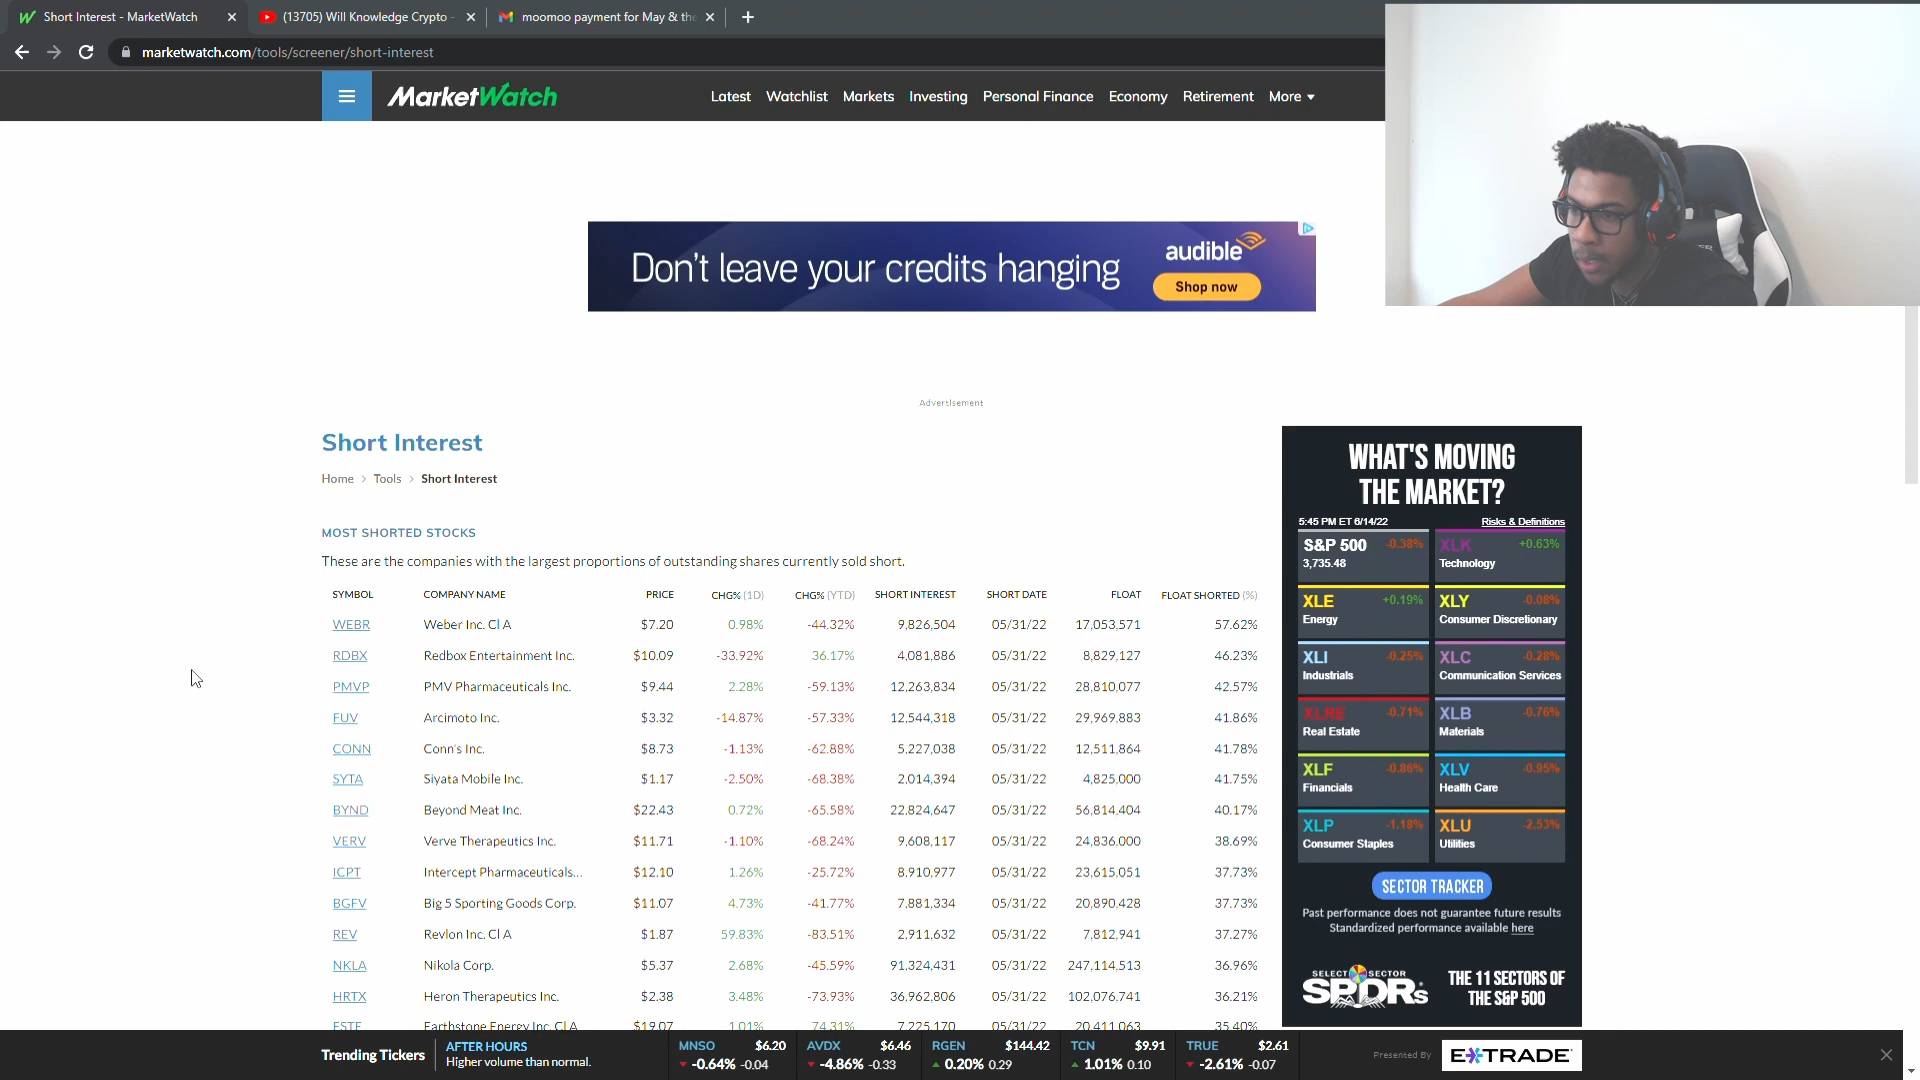 Short Interest - MarketWatch
(13705) Will Knowledge Crypto -
moomoo payment for May & the
marketwatch.com/tools/screener/short-interest
MarketWatch
Latest Watchlist Markets Investing Personal Finance Economy Retirement More
Don't leave your credits hanging
audible
Shop now
Advertisement
Short Interest
Home > Tools > Short Interest
MOST SHORTED STOCKS
These are the companies with the largest proportions of outstanding shares currently sold short.
SYMBOL COMPANY NAME PRICE CHG% (1D) CHG% (YTD) SHORT INTEREST SHORT DATE FLOAT FLOAT SHORTED (%)
WEBR Weber Inc. Cl A $7.20 0.98% -44.32% 9,826,504 05/31/22 17,053,571 57.62%
RDBX Redbox Entertainment Inc. $10.09 -33.92% 36.17% 4,081,886 05/31/22 8,829,127 46.23%
PMVP PMV Pharmaceuticals Inc. $9.44 2.28% -59.13% 12,263,834 05/31/22 28,810,077 42.57%
FUV Arcimoto Inc. $3.32 -14.87% -57.33% 12,544,318 05/31/22 29,969,883 41.86%
CONN Conn's Inc. $8.73 -1.13% -62.88% 5,227,038 05/31/22 12,511,864 41.78%
SYTA Siyata Mobile Inc. $1.17 -2.50% -68.38% 2,014,394 05/31/22 4,825,000 41.75%
BYND Beyond Meat Inc. $22.43 0.72% -65.58% 22,824,647 05/31/22 56,814,404 40.17%
VERV Verve Therapeutics Inc. $11.71 -1.10% -68.24% 9,608,117 05/31/22 24,836,000 38.69%
ICPT Intercept Pharmaceuticals... $12.10 1.26% -25.72% 8,910,977 05/31/22 23,615,051 37.73%
BGFV Big 5 Sporting Goods Corp. $11.07 4.73% -41.77% 7,881,334 05/31/22 20,890,428 37.73%
REV Revlon Inc. Cl A $1.87 59.83% -83.51% 2,911,632 05/31/22 7,812,941 37.27%
NKLA Nikola Corp. $5.37 2.68% -45.59% 91,324,431 05/31/22 247,114,513 36.96%
HRTX Heron Therapeutics Inc. $2.38 3.48% -73.93% 36,962,806 05/31/22 102,076,741 36.21%
ESTE Earthstone Energy Inc. Cl A $19.07 1.01% 74.31% 7,225,170 05/31/22 20,411,063 35.40%
WHAT'S MOVING
THE MARKET?
5:45 PM ET 6/14/22 Risks & Definitions
S&P 500 -0.38%
3,735.48
XLK +0.63%
Technology
XLE +0.19%
Energy
XLY -0.08%
Consumer Discretionary
XLI -0.25%
Industrials
XLC -0.28%
Communication Services
XLRE -0.71%
Real Estate
XLB -0.76%
Materials
XLF -0.86%
Financials
XLV -0.95%
Health Care
XLP -1.18%
Consumer Staples
XLU -2.53%
Utilities
SECTOR TRACKER
Past performance does not guarantee future results
Standardized performance available here
SELECT SECTOR
SPDRs
THE 11 SECTORS OF
THE S&P 500
Trending Tickers
AFTER HOURS
Higher volume than normal.
MNSO $6.20
-0.64% -0.04
AVDX $6.46
-4.86% -0.33
RGEN $144.42
0.20% 0.29
TCN $9.91
1.01% 0.10
TRUE $2.61
-2.61% -0.07
Presented By
E*TRADE